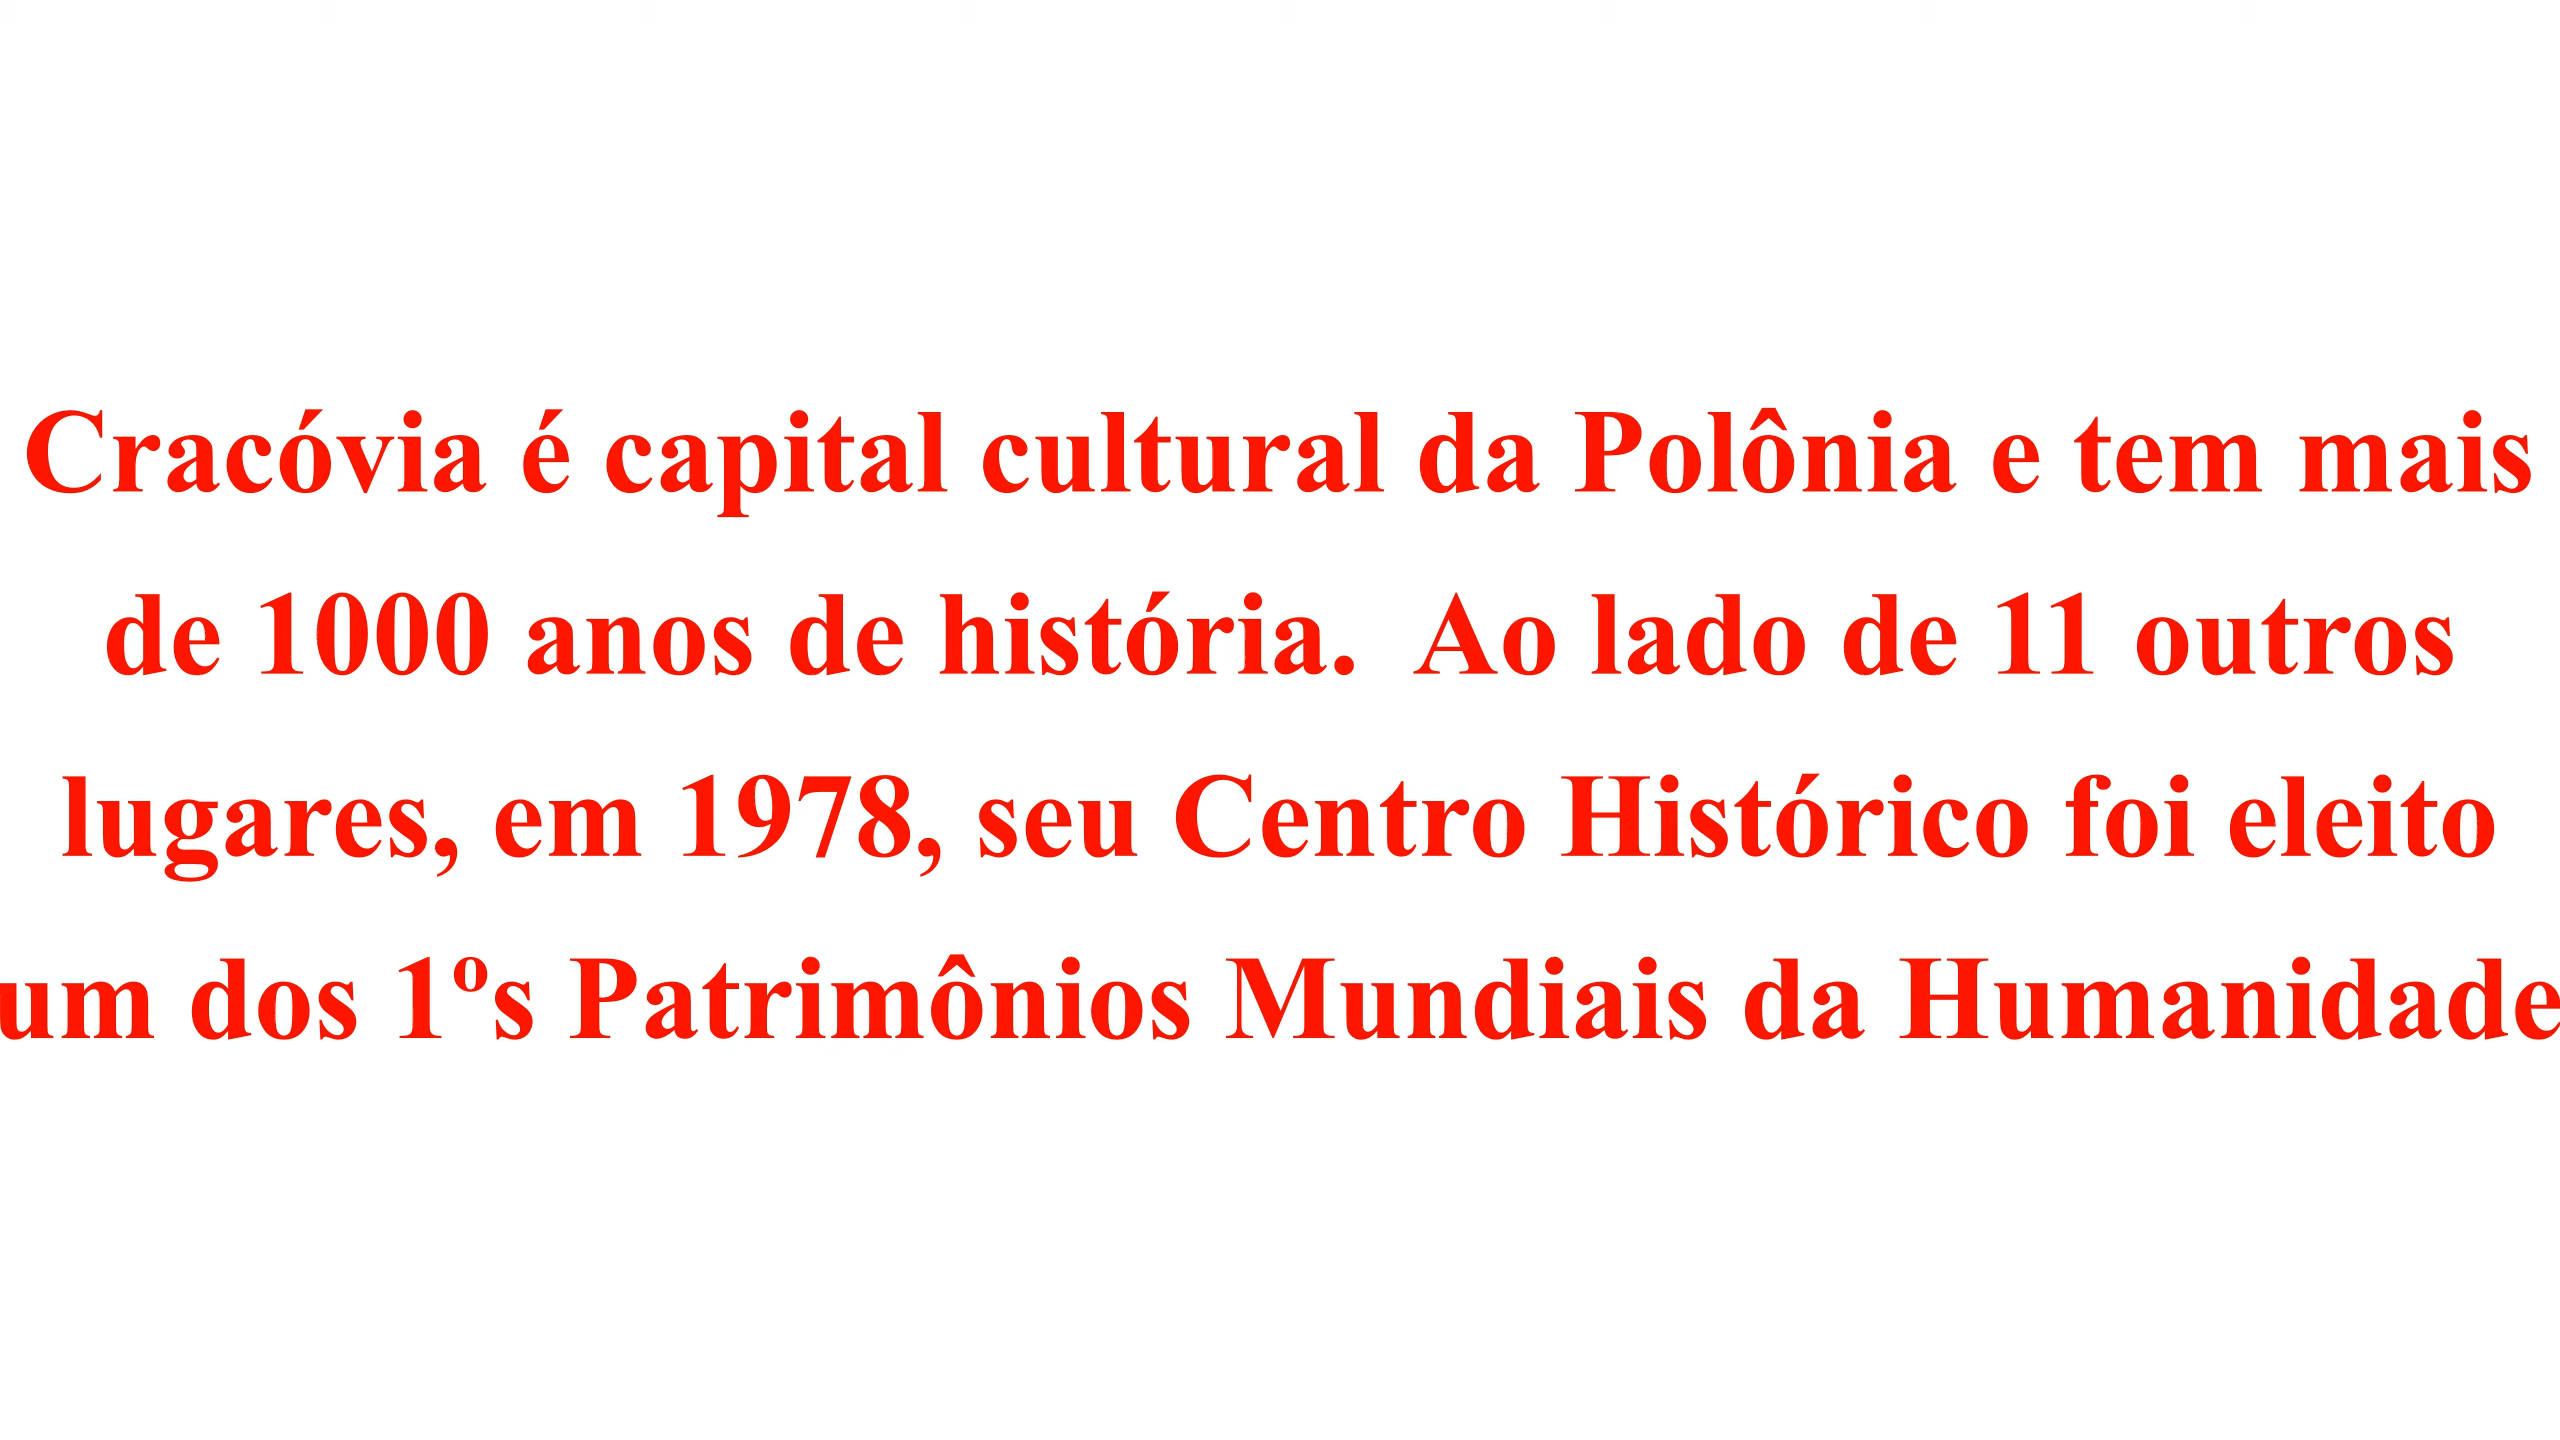 Cracóvia é capital cultural da Polônia e tem mais
de 1000 anos de história.  Ao lado de 11 outros
lugares, em 1978, seu Centro Histórico foi eleito
um dos 1ºs Patrimônios Mundiais da Humanidade